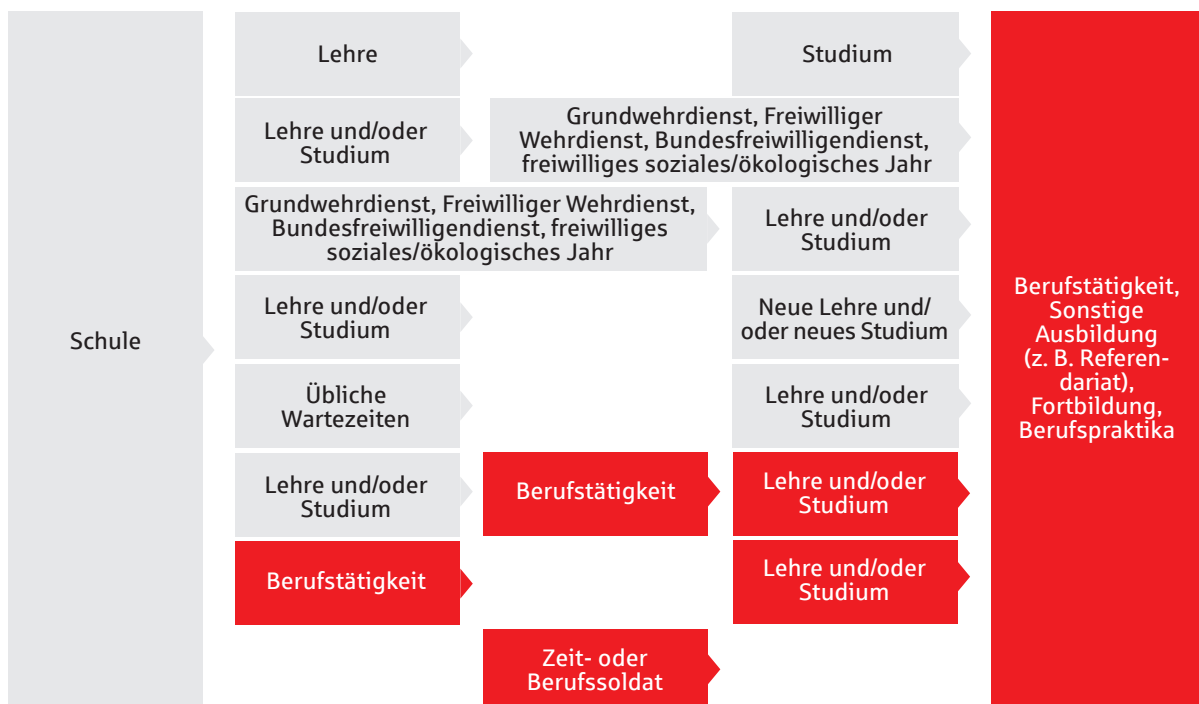 Schule
Lehre
Studium
Lehre und/oder
Studium
Grundwehrdienst, Freiwilliger
Wehrdienst, Bundesfreiwilligendienst,
freiwilliges soziales/ökologisches Jahr
Grundwehrdienst, Freiwilliger Wehrdienst,
Bundesfreiwilligendienst, freiwilliges
soziales/ökologisches Jahr
Lehre und/oder
Studium
Lehre und/oder
Studium
Neue Lehre und/
oder neues Studium
Übliche
Wartezeiten
Lehre und/oder
Studium
Lehre und/oder
Studium
Berufstätigkeit
Lehre und/oder
Studium
Berufstätigkeit
Lehre und/oder
Studium
Zeit- oder
Berufssoldat
Berufstätigkeit,
Sonstige
Ausbildung
(z. B. Referen-
dariat),
Fortbildung,
Berufspraktika